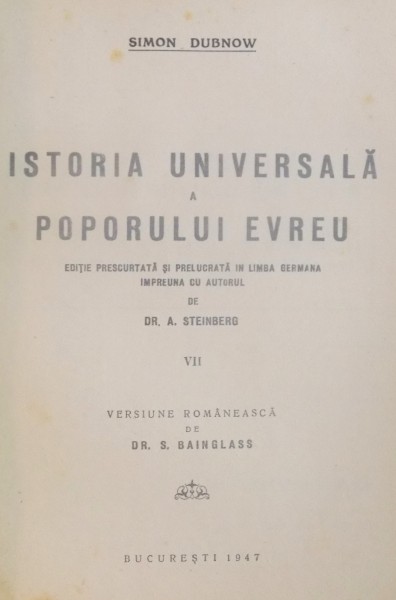 SIMON DUBNOW
ISTORIA UNIVERSALĂ
A
POPORULUI EVREU
EDIȚIE PRESCURTATĂ ȘI PRELUCRATĂ IN LIMBA GERMANA
IMPREUNA CU AUTORUL
DE
DR. A. STEINBERG
VII
VERSIUNE ROMÂNEASCĂ
DE
DR. S. BAINGLASS
BUCUREȘTI 1947